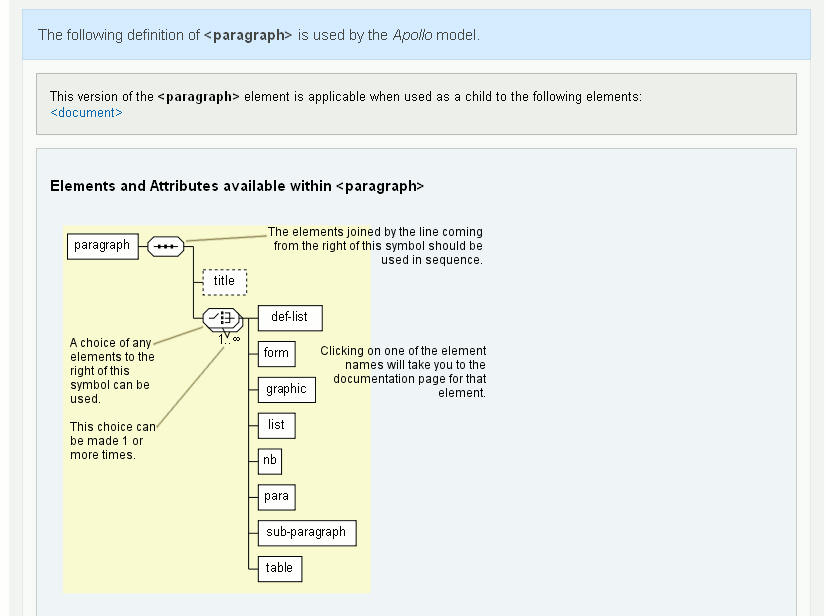 The following definition of <paragraph> is used by the Apollo model.
This version of the <paragraph> element is applicable when used as a child to the following elements:
<document>
Elements and Attributes available within <paragraph>
paragraph
The elements joined by the line coming
from the right of this symbol should be
used in sequence.
title
def-list
1..∞
A choice of any
elements to the
right of this
symbol can be
used.
form
Clicking on one of the element
names will take you to the
documentation page for that
element.
graphic
This choice can
be made 1 or
more times.
list
nb
para
sub-paragraph
table